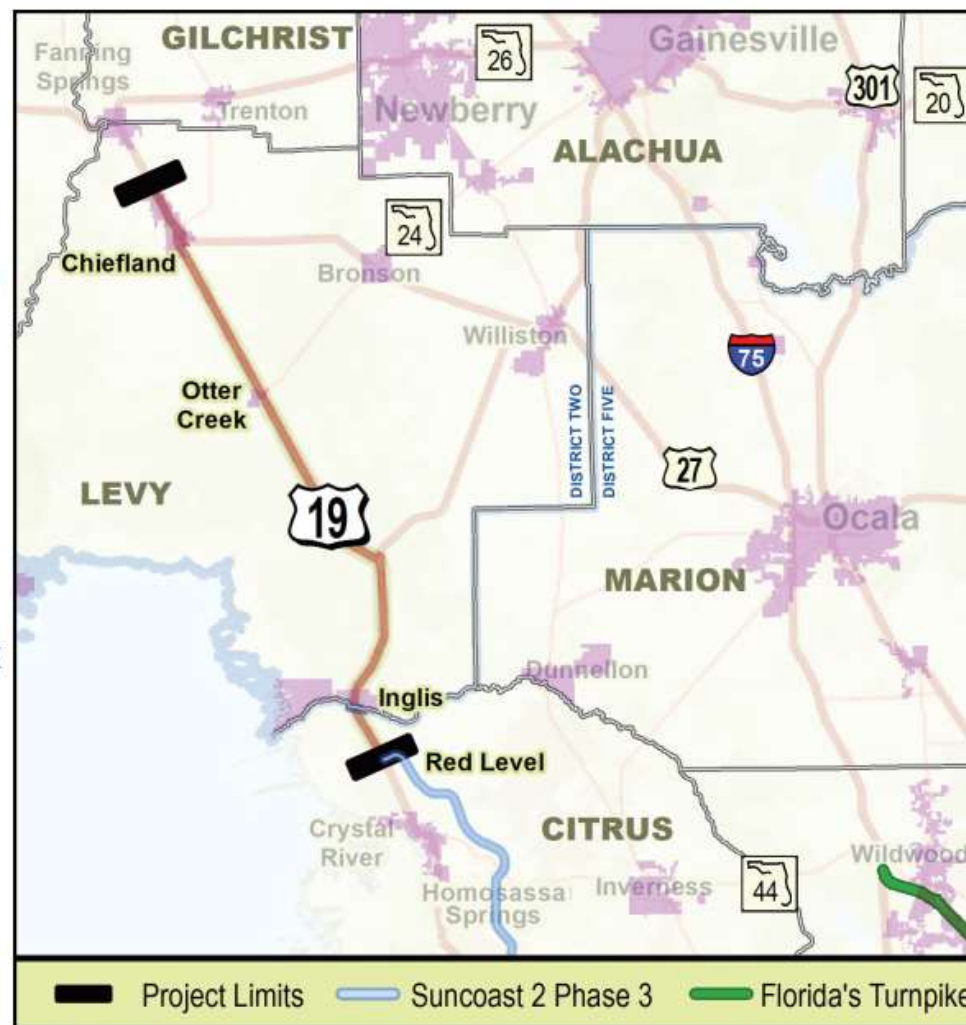 GILCHRIST
Fanning
Springs
Trenton
26
Newberry
Gainesville
301
20
ALACHUA
24
Chiefland
Bronson
Williston
75
Otter
Creek
DISTRICT TWO
DISTRICT FIVE
27
LEVY
19
Ocala
MARION
Dunnellon
Inglis
Red Level
Crystal
River
CITRUS
Wildwood
44
Homosassa
Springs
Inverness
Project Limits
Suncoast 2 Phase 3
Florida's Turnpike